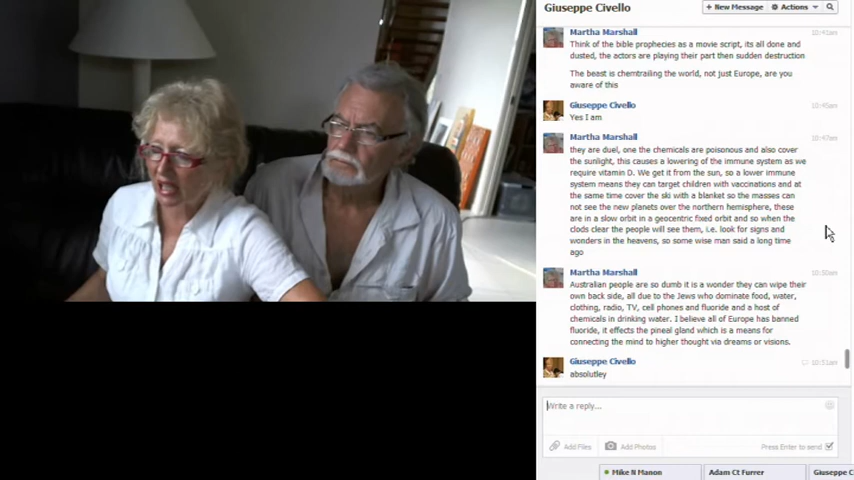 Giuseppe Civello
+ New Message
Actions
Martha Marshall
10:41am
Think of the bible prophecies as a movie script, its all done and
dusted, the actors are playing their part then sudden destruction
The beast is chemtrailing the world, not just Europe, are you
aware of this
Giuseppe Civello
10:45am
Yes I am
Martha Marshall
10:47am
they are duel, one the chemicals are poisonous and also cover
the sunlight, this causes a lowering of the immune system as we
require vitamin D. We get it from the sun, so a lower immune
system means they can target children with vaccinations and at
the same time cover the ski with a blanket so the masses can
not see the new planets over the northern hemisphere, these
are in a slow orbit in a geocentric fixed orbit and so when the
clods clear the people will see them, i.e. look for signs and
wonders in the heavens, so some wise man said a long time
ago
Martha Marshall
10:50am
Australian people are so dumb it is a wonder they can wipe their
own back side, all due to the Jews who dominate food, water,
clothing, radio, TV, cell phones and fluoride and a host of
chemicals in drinking water. I believe all of Europe has banned
fluoride, it effects the pineal gland which is a means for
connecting the mind to higher thought via dreams or visions.
Giuseppe Civello
10:51am
absolutley
Write a reply...
Add Files
Add Photos
Press Enter to send
Mike N Manon
Adam Ct Furrer
Giuseppe C